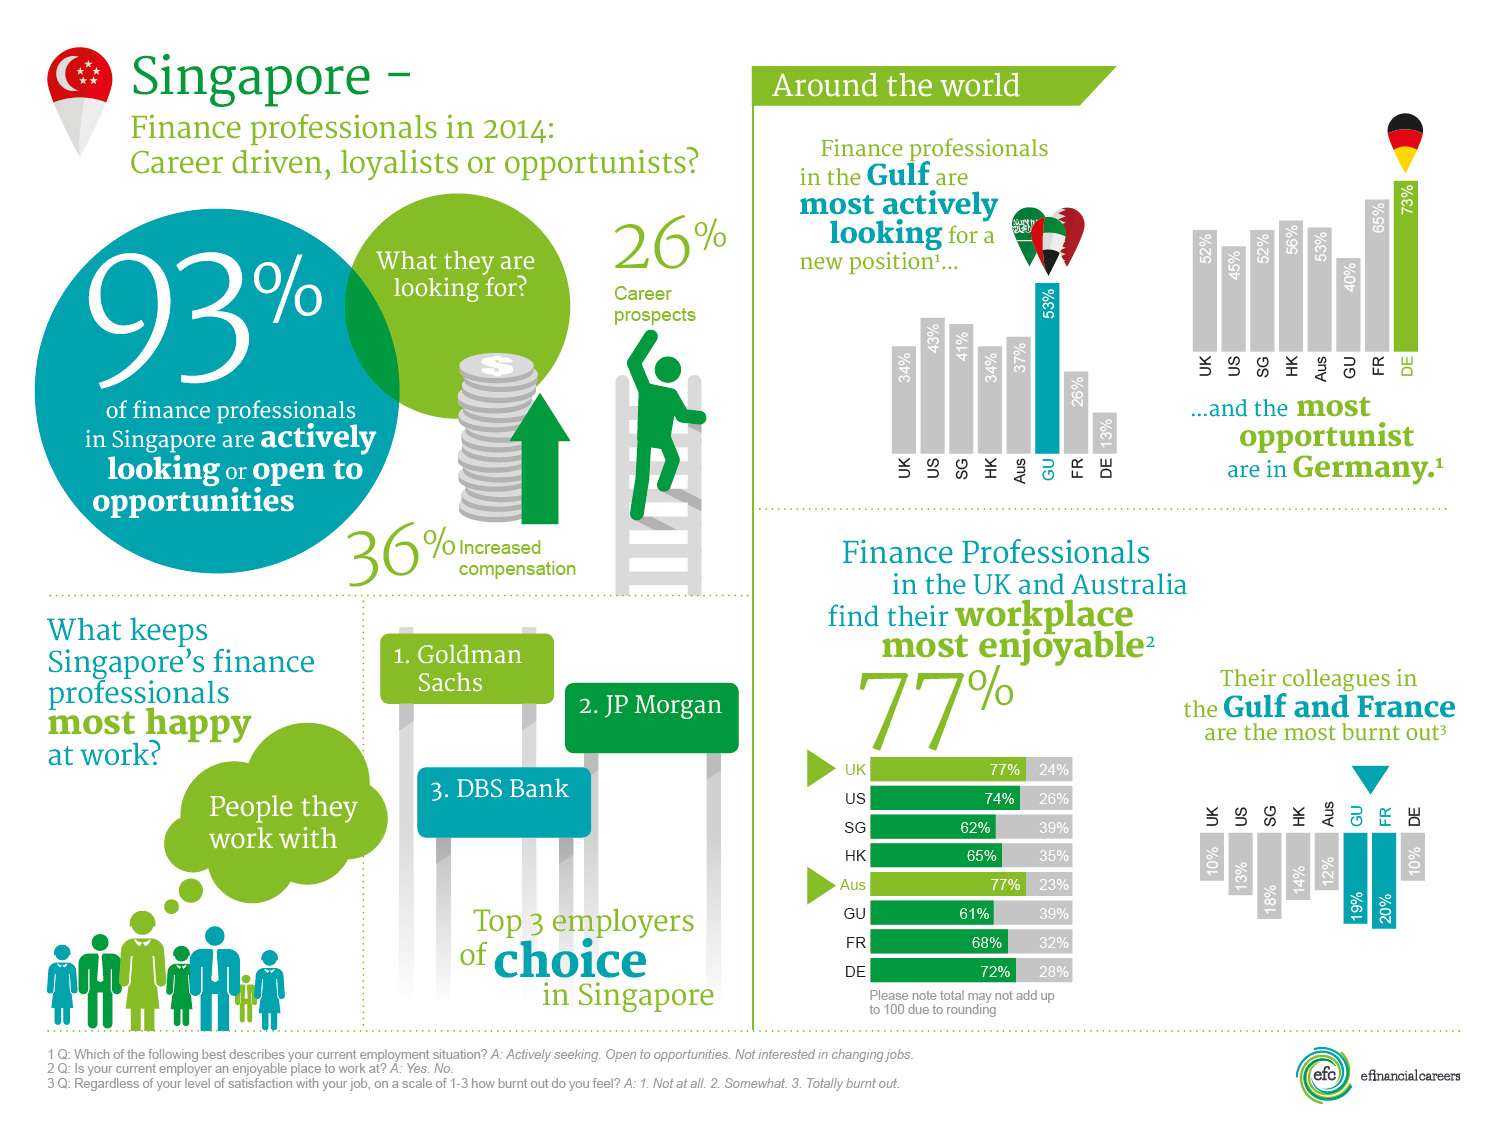 Singapore –
Finance professionals in 2014:
Career driven, loyalists or opportunists?
93%
of finance professionals
in Singapore are actively
looking or open to
opportunities
What they are
looking for?
$
36% Increased
compensation
26%
Career
prospects
What keeps
Singapore's finance
professionals
most happy
at work?
People they
work with
1. Goldman
Sachs
2. JP Morgan
3. DBS Bank
Top 3 employers
of choice
in Singapore
Around the world
Finance professionals
in the Gulf are
most actively
looking for a
new position¹...
34% 43% 41% 34% 37% 53% 26% 13%
UK US SG HK Aus GU FR DE
52% 45% 52% 56% 53% 40% 65% 73%
UK US SG HK Aus GU FR DE
...and the most
opportunist
are in Germany.¹
Finance Professionals
in the UK and Australia
find their workplace
most enjoyable²
77%
UK 77% 24%
US 74% 26%
SG 62% 39%
HK 65% 35%
Aus 77% 23%
GU 61% 39%
FR 68% 32%
DE 72% 28%
Please note total may not add up
to 100 due to rounding
Their colleagues in
the Gulf and France
are the most burnt out³
UK US SG HK Aus GU FR DE
10% 13% 18% 14% 12% 19% 20% 10%
1 Q: Which of the following best describes your current employment situation? A: Actively seeking. Open to opportunities. Not interested in changing jobs.
2 Q: Is your current employer an enjoyable place to work at? A: Yes. No.
3 Q: Regardless of your level of satisfaction with your job, on a scale of 1-3 how burnt out do you feel? A: 1. Not at all. 2. Somewhat. 3. Totally burnt out.
efc efinancialcareers